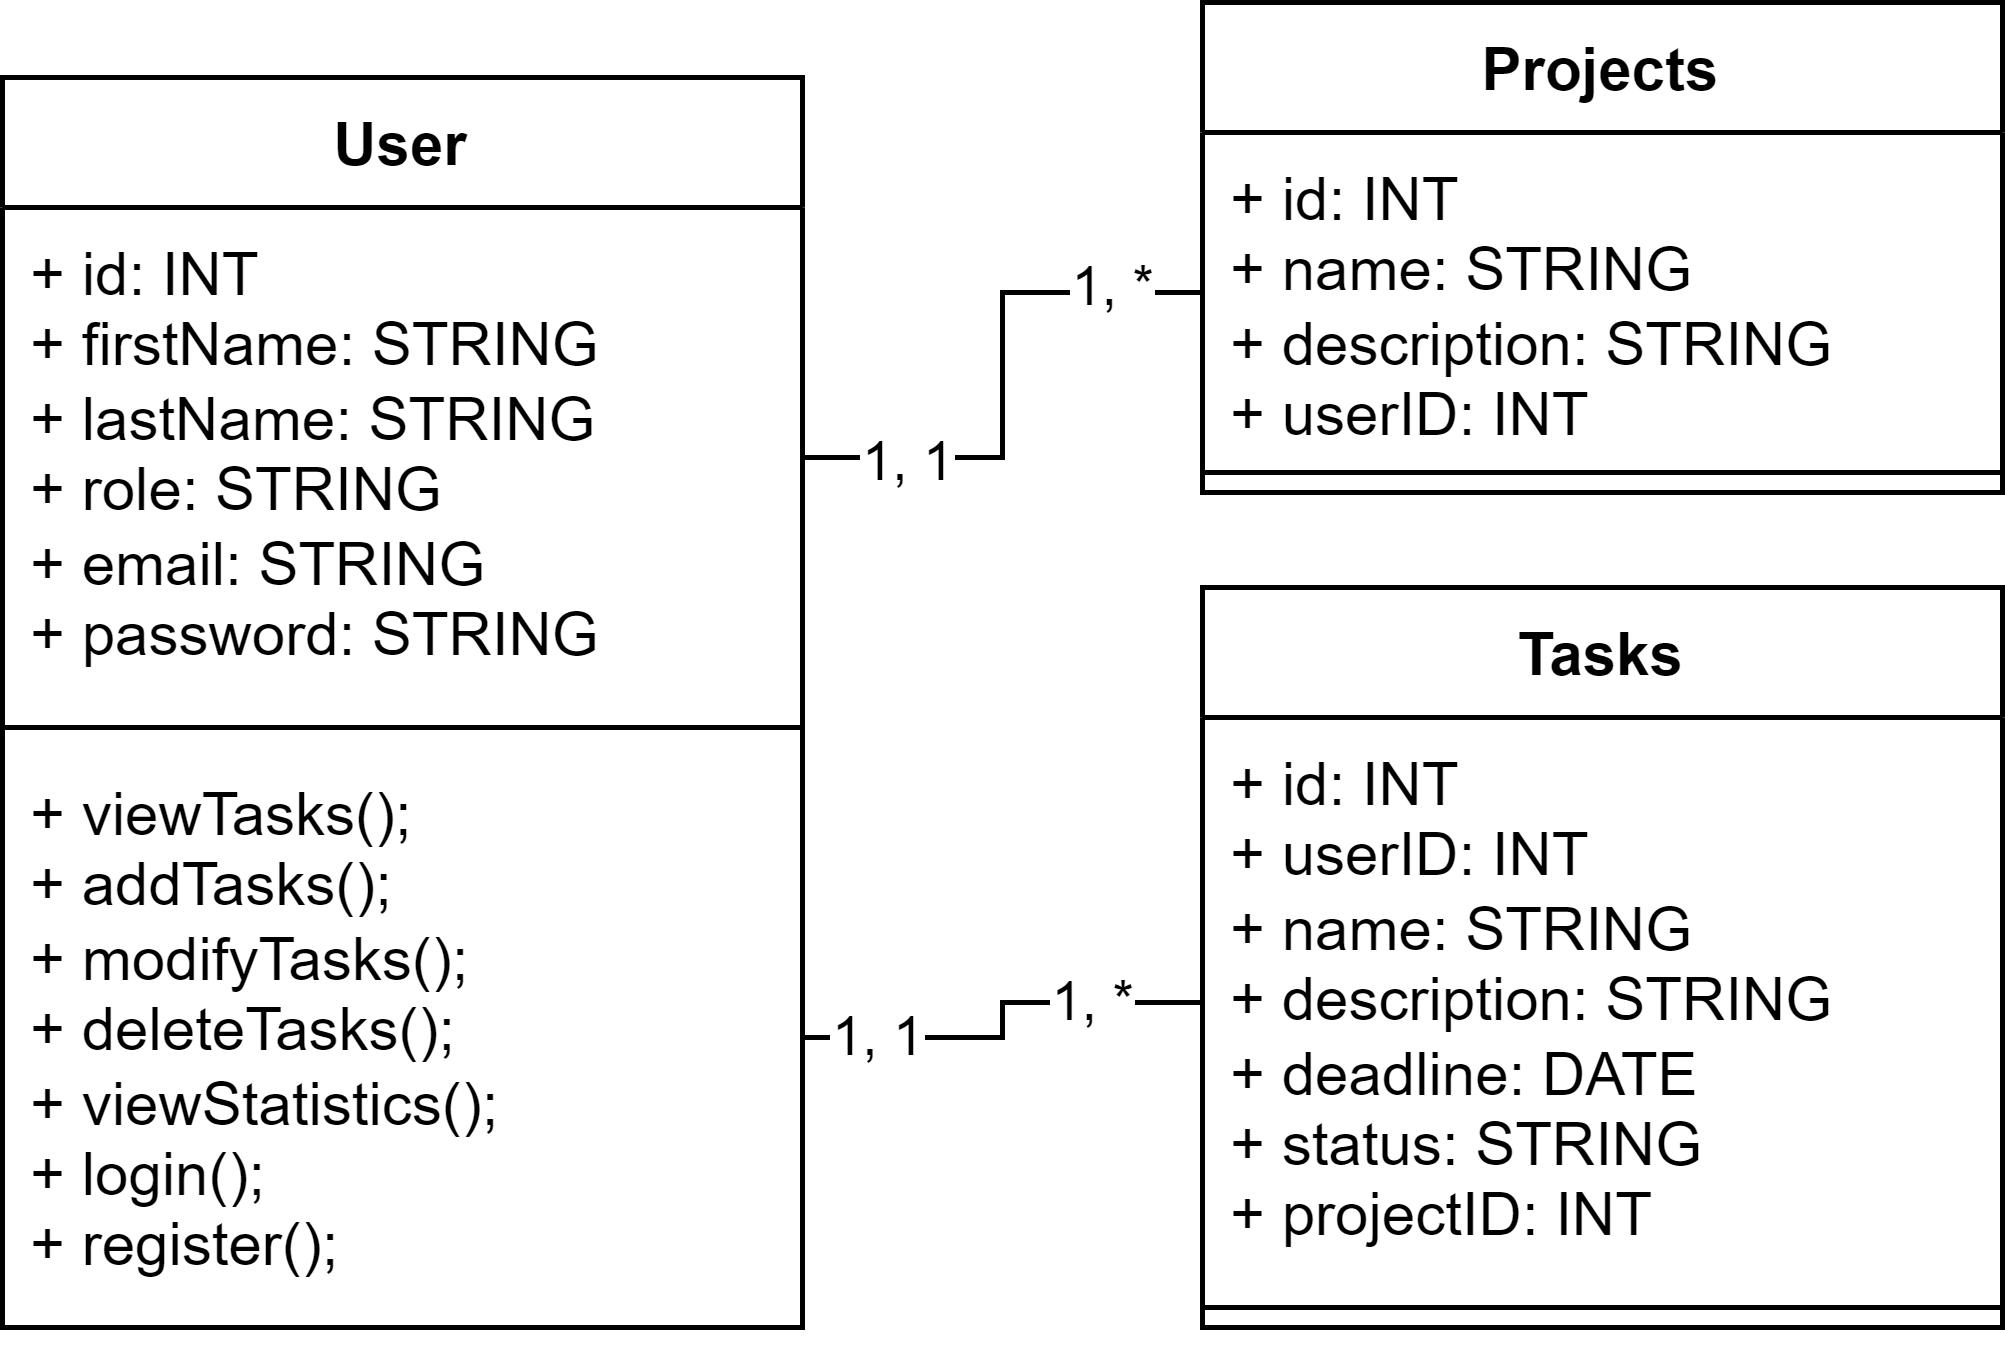 User
+ id: INT
+ firstName: STRING
+ lastName: STRING
+ role: STRING
+ email: STRING
+ password: STRING
+ viewTasks();
+ addTasks();
+ modifyTasks();
+ deleteTasks();
+ viewStatistics();
+ login();
+ register();
1, 1
1, *
1, 1
1, *
Projects
+ id: INT
+ name: STRING
+ description: STRING
+ userID: INT
Tasks
+ id: INT
+ userID: INT
+ name: STRING
+ description: STRING
+ deadline: DATE
+ status: STRING
+ projectID: INT